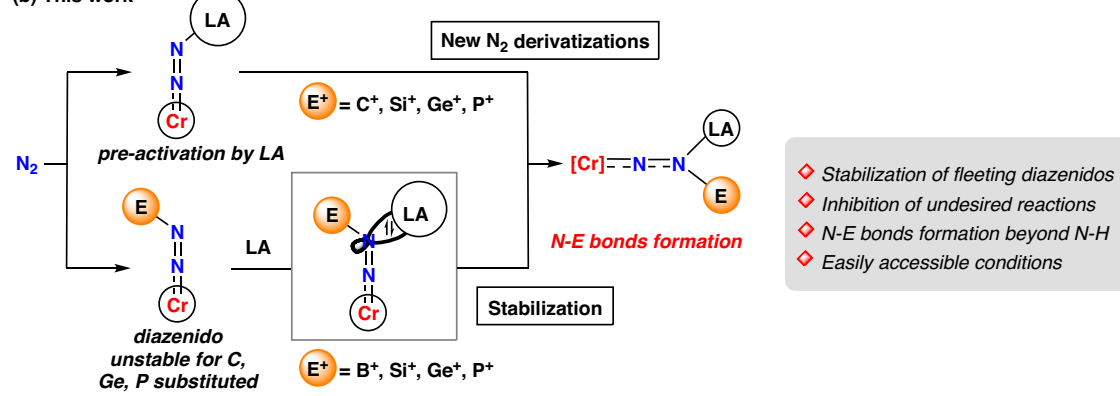 (b) This work
LA
N
N
Cr
pre-activation by LA
New N2 derivatizations
E+ = C+, Si+, Ge+, P+
N2
E
N
N
Cr
diazenido
unstable for C,
Ge, P substituted
LA
E
LA
N
N
Cr
Stabilization
E+ = B+, Si+, Ge+, P+
[Cr] N N
LA
E
N-E bonds formation
Stabilization of fleeting diazenidos
Inhibition of undesired reactions
N-E bonds formation beyond N-H
Easily accessible conditions